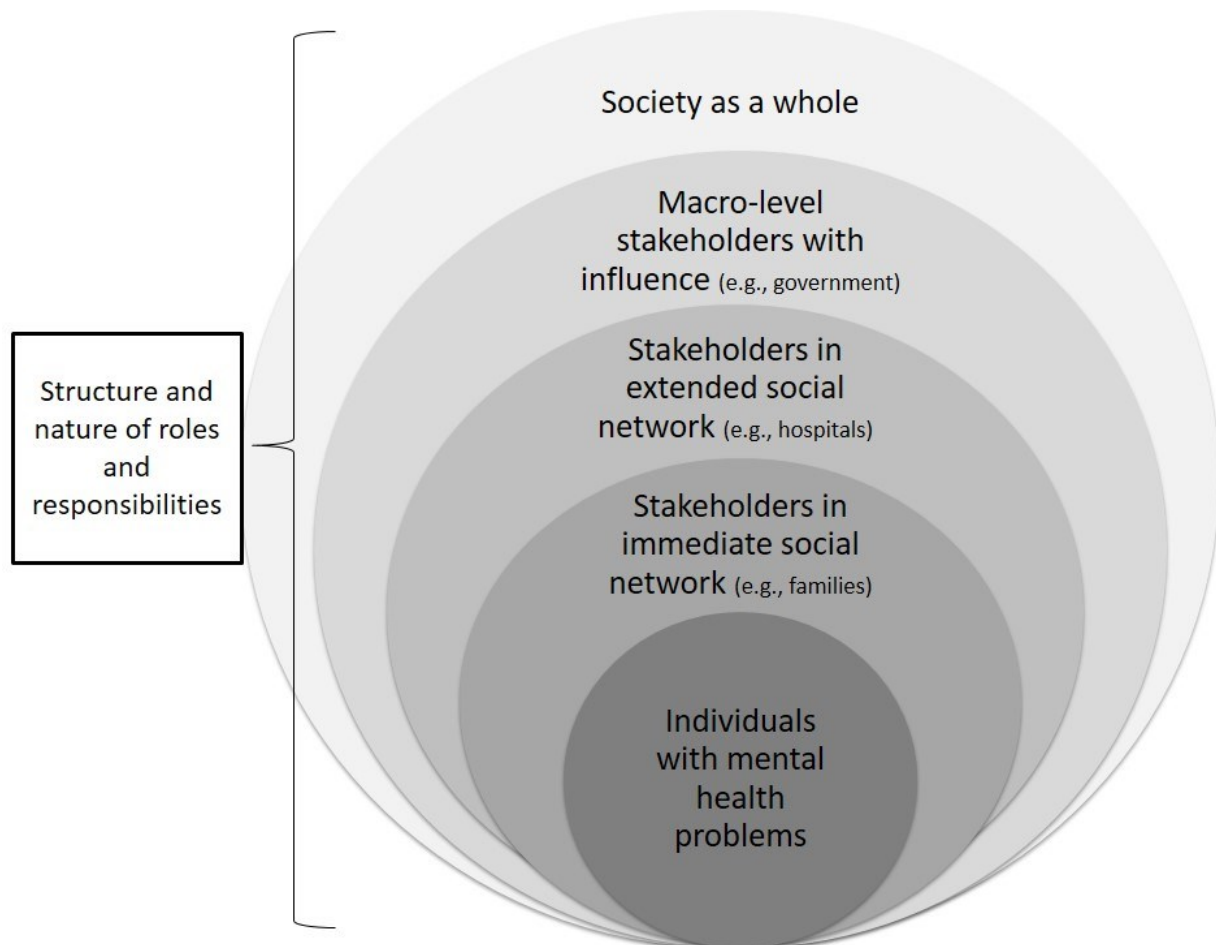 Society as a whole
Macro-level
stakeholders with
influence (e.g., government)
Stakeholders in
extended social
network (e.g., hospitals)
Stakeholders in
immediate social
network (e.g., families)
Individuals
with mental
health
problems
Structure and
nature of roles
and
responsibilities